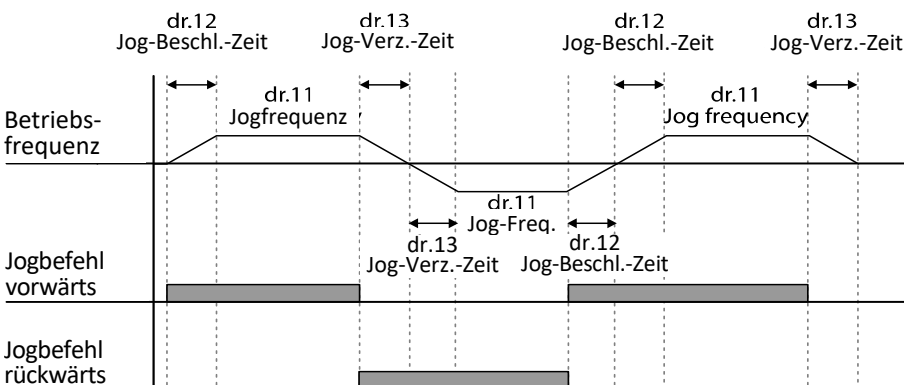 dr.12
Jog-Beschl.-Zeit
dr.13
Jog-Verz.-Zeit
dr.12
Jog-Beschl.-Zeit
dr.13
Jog-Verz.-Zeit
Betriebs-
frequenz
dr.11
Jogfrequenz
dr.11
Jog frequency
dr.11
Jog-Freq.
dr.13
Jog-Verz.-Zeit
dr.12
Jog-Beschl.-Zeit
Jogbefehl
vorwärts
Jogbefehl
rückwärts